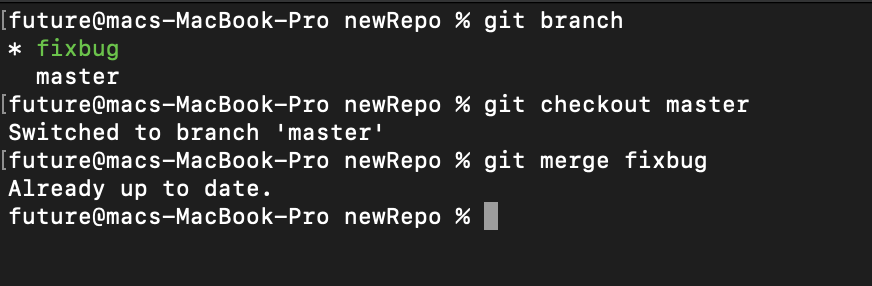 [future@macs-MacBook-Pro newRepo % git branch
* fixbug
  master
[future@macs-MacBook-Pro newRepo % git checkout master
Switched to branch 'master'
[future@macs-MacBook-Pro newRepo % git merge fixbug
Already up to date.
future@macs-MacBook-Pro newRepo %